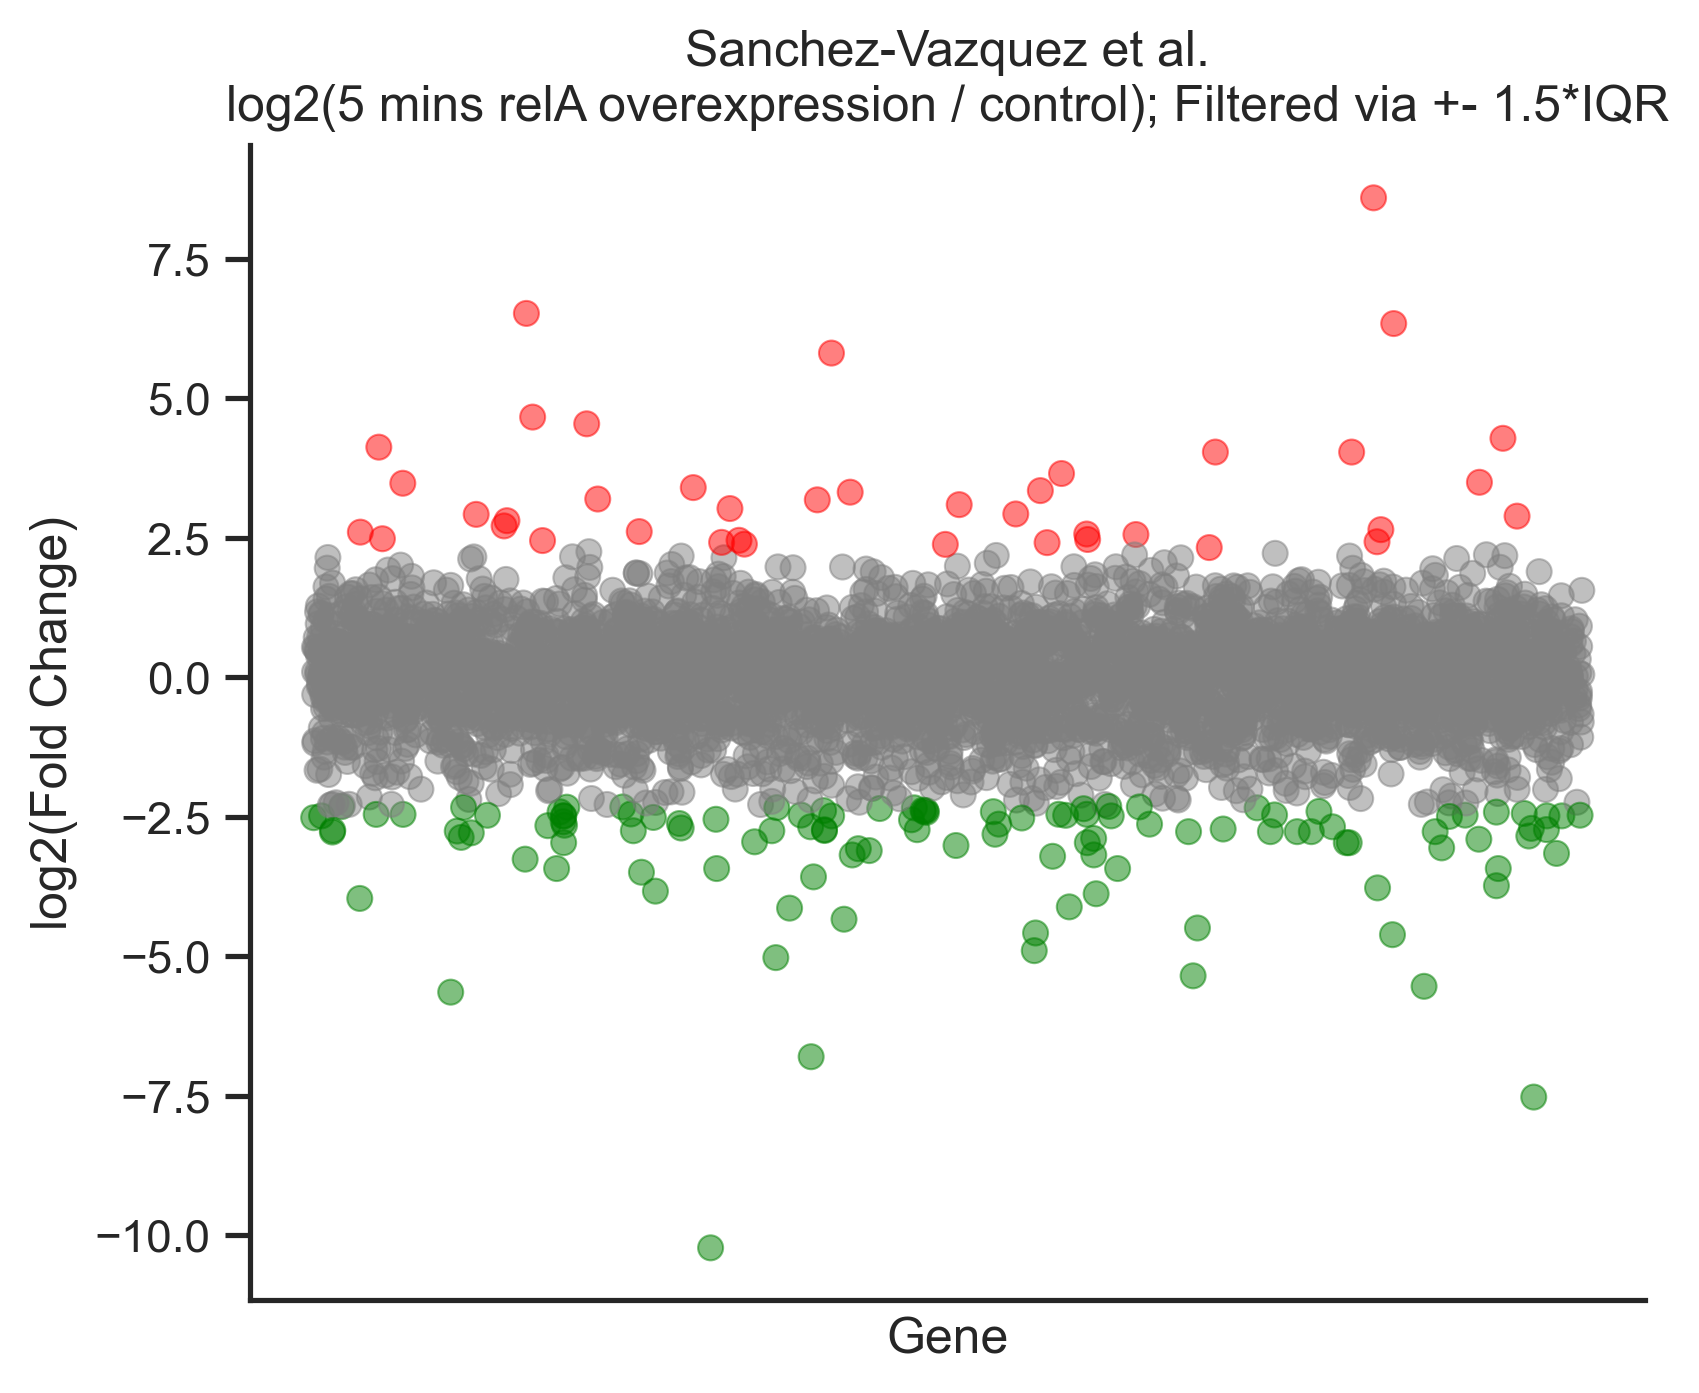 Sanchez-Vazquez et al.
log2(5 mins relA overexpression / control); Filtered via +- 1.5*IQR
7.5
5.0
2.5
0.0
−2.5
−5.0
−7.5
−10.0
log2(Fold Change)
Gene